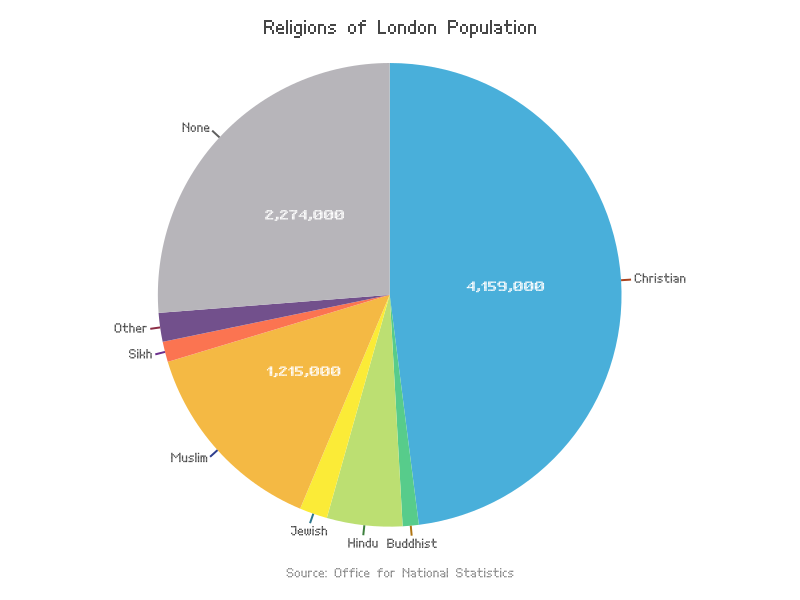 Religions of London Population
None
2,274,000
Christian
4,159,000
Other
Sikh
1,215,000
Muslim
Jewish
Hindu
Buddhist
Source: Office for National Statistics